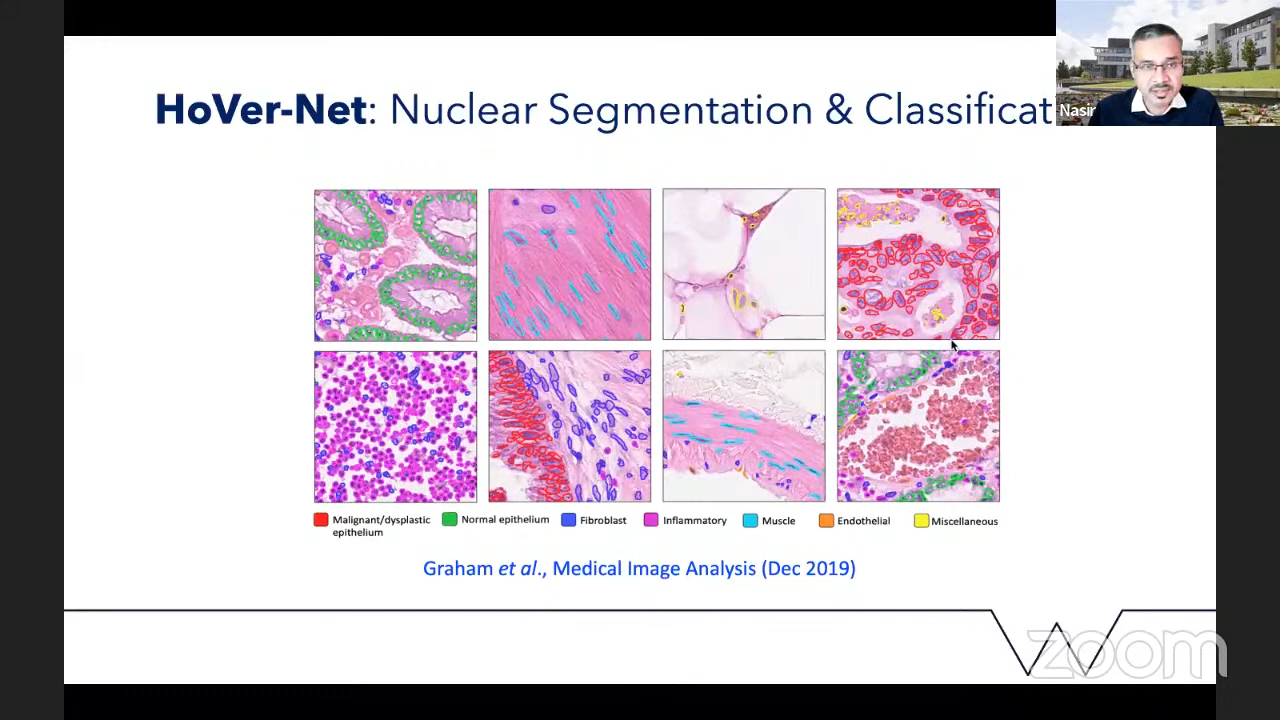 HoVer-Net: Nuclear Segmentation & Classificat
Nasir
Malignant/dysplastic epithelium
Normal epithelium
Fibroblast
Inflammatory
Muscle
Endothelial
Miscellaneous
Graham et al., Medical Image Analysis (Dec 2019)
zoom